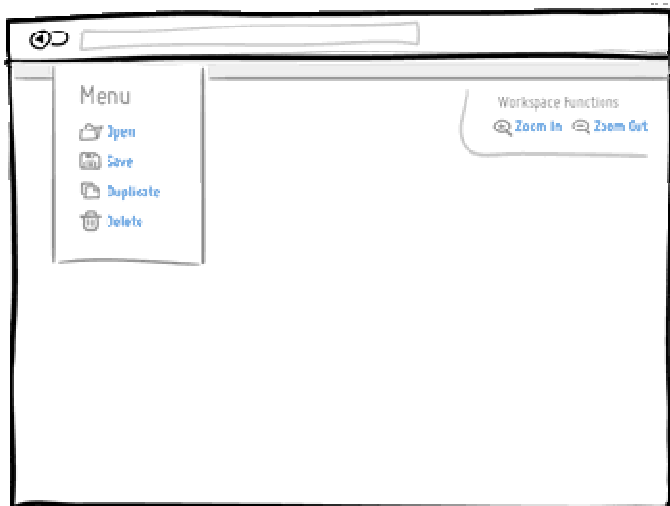 Menu
Open
Save
Duplicate
Delete
Workspace Functions
Zoom In Zoom Out